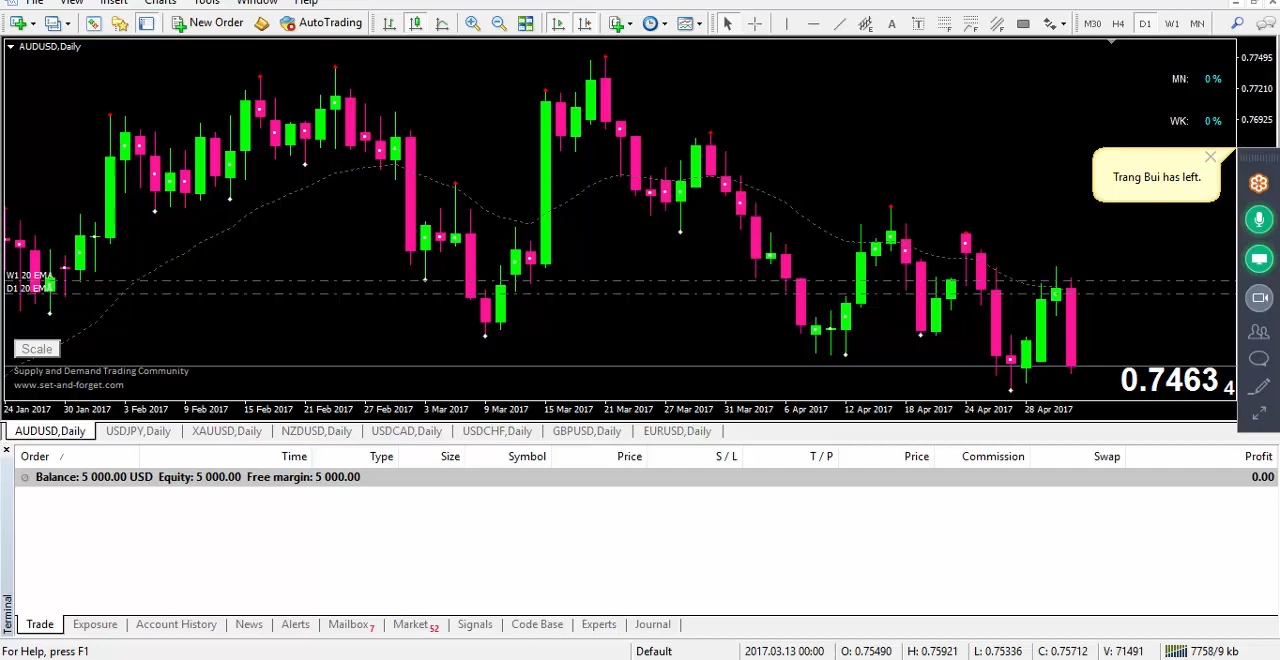 File View Insert Charts Tools Window Help
New Order AutoTrading A T E F F F M30 H4 D1 W1 MN
AUDUSD,Daily
0.77495
MN: 0 %
0.77210
WK: 0 %
0.76925
Trang Bui has left.
W1 20 EMA
D1 20 EMA
Scale
Supply and Demand Trading Community
www.set-and-forget.com
0.7463 4
24 Jan 2017 30 Jan 2017 3 Feb 2017 9 Feb 2017 15 Feb 2017 21 Feb 2017 27 Feb 2017 3 Mar 2017 9 Mar 2017 15 Mar 2017 21 Mar 2017 27 Mar 2017 31 Mar 2017 6 Apr 2017 12 Apr 2017 18 Apr 2017 24 Apr 2017 28 Apr 2017
AUDUSD,Daily USDJPY,Daily XAUUSD,Daily NZDUSD,Daily USDCAD,Daily USDCHF,Daily GBPUSD,Daily EURUSD,Daily
Order / Time Type Size Symbol Price S / L T / P Price Commission Swap Profit
Balance: 5 000.00 USD Equity: 5 000.00 Free margin: 5 000.00 0.00
Terminal
Trade Exposure Account History News Alerts Mailbox 7 Market 52 Signals Code Base Experts Journal
For Help, press F1 Default 2017.03.13 00:00 O: 0.75490 H: 0.75921 L: 0.75336 C: 0.75712 V: 71491 7758/9 kb